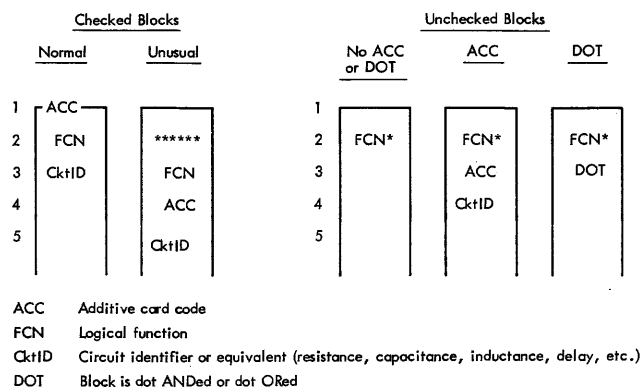 Checked Blocks Unchecked Blocks
Normal Unusual No ACC or DOT ACC DOT
1 ACC 1
2 FCN ****** 2 FCN* FCN* FCN*
3 CktID FCN 3 ACC DOT
4 ACC 4 CktID
5 CktID 5
ACC Additive card code
FCN Logical function
CktID Circuit identifier or equivalent (resistance, capacitance, inductance, delay, etc.)
DOT Block is dot ANDed or dot ORed